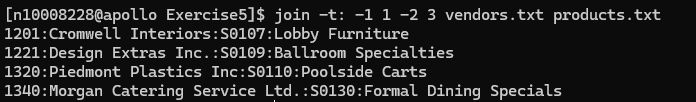 [n10008228@apollo Exercise5]$ join -t: -1 1 -2 3 vendors.txt products.txt
1201:Cromwell Interiors:S0107:Lobby Furniture
1221:Design Extras Inc.:S0109:Ballroom Specialties
1320:Piedmont Plastics Inc:S0110:Poolside Carts
1340:Morgan Catering Service Ltd.:S0130:Formal Dining Specials